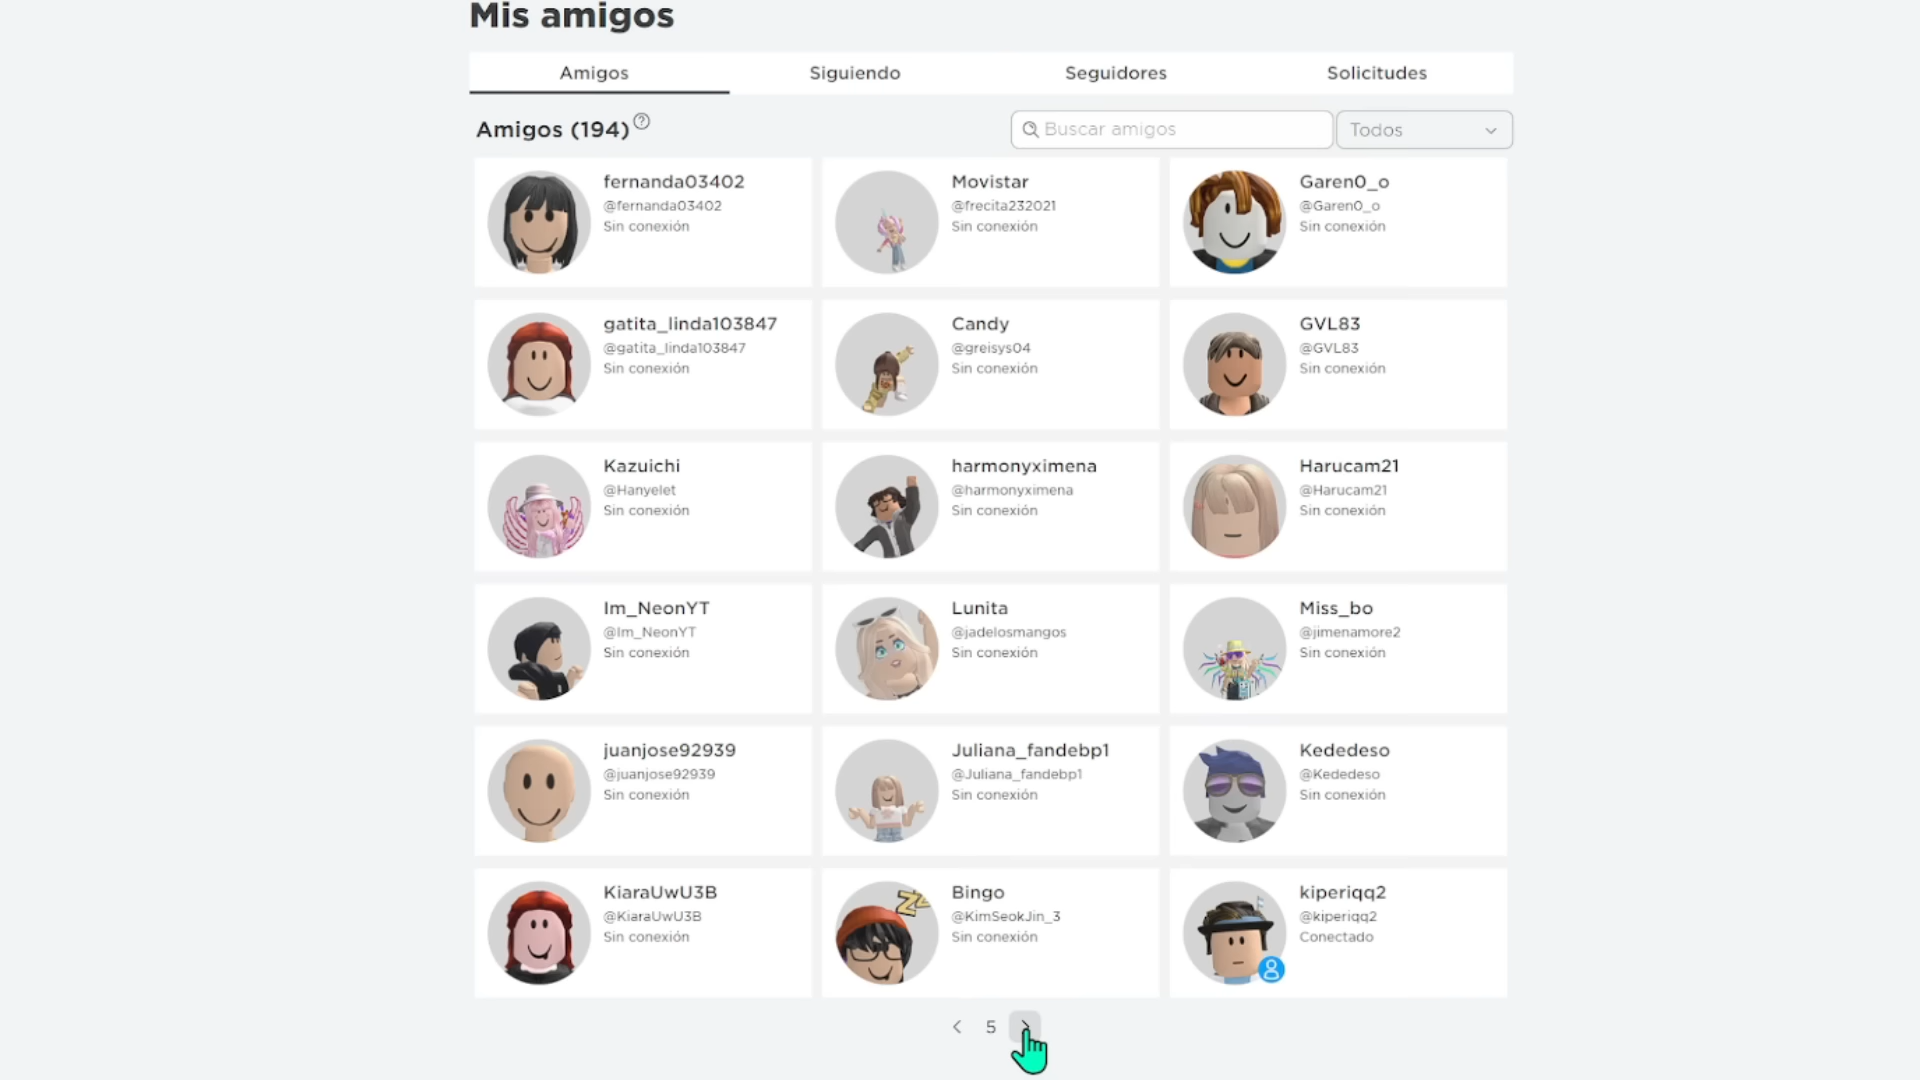 Mis amigos
Amigos
Siguiendo
Seguidores
Solicitudes
Amigos (194)
?
Buscar amigos
Todos
fernanda03402
@fernanda03402
Sin conexión
Movistar
@frecita232021
Sin conexión
Garen0_o
@Garen0_o
Sin conexión
gatita_linda103847
@gatita_linda103847
Sin conexión
Candy
@greisys04
Sin conexión
GVL83
@GVL83
Sin conexión
Kazuichi
@Hanyelet
Sin conexión
harmonyximena
@harmonyximena
Sin conexión
Harucam21
@Harucam21
Sin conexión
Im_NeonYT
@Im_NeonYT
Sin conexión
Lunita
@jadelosmangos
Sin conexión
Miss_bo
@jimenamore2
Sin conexión
juanjose92939
@juanjose92939
Sin conexión
Juliana_fandebp1
@Juliana_fandebp1
Sin conexión
Kededeso
@Kededeso
Sin conexión
KiaraUwU3B
@KiaraUwU3B
Sin conexión
Bingo
@KimSeokJin_3
Sin conexión
kiperiqq2
@kiperiqq2
Conectado
5